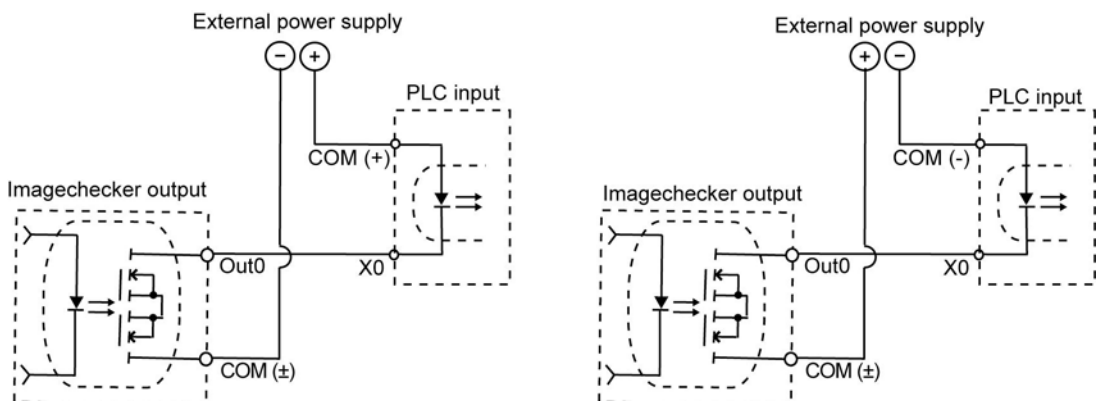 External power supply
− +
PLC input
COM (+)
Imagechecker output
Out0
X0
COM (±)
External power supply
+ −
PLC input
COM (-)
Imagechecker output
Out0
X0
COM (±)